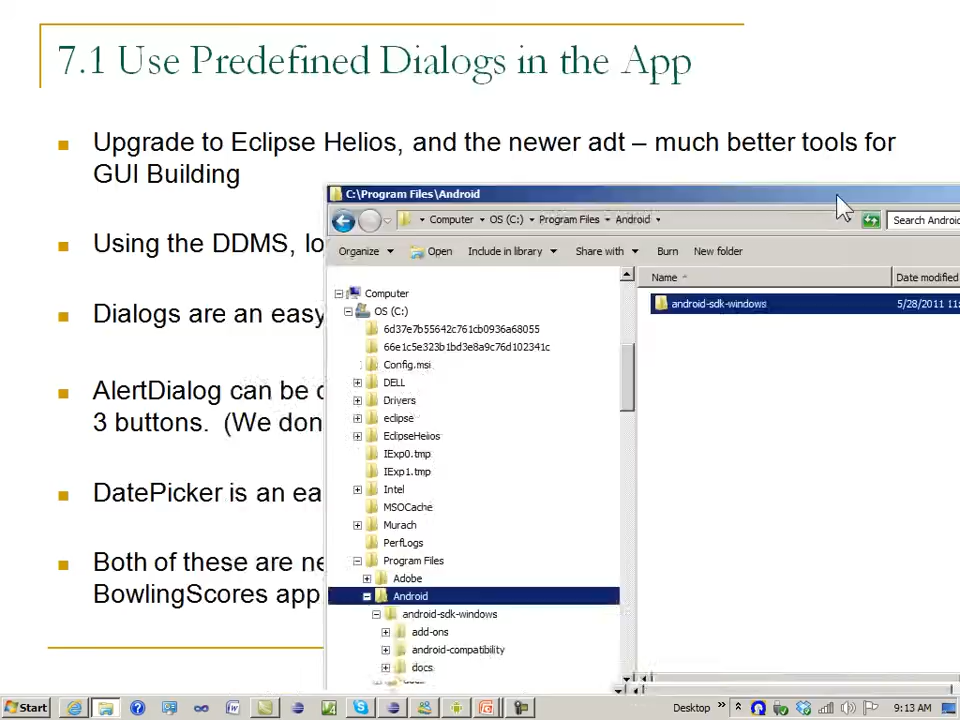 7.1 Use Predefined Dialogs in the App
Upgrade to Eclipse Helios, and the newer adt – much better tools for
GUI Building
Using the DDMS, lo
Dialogs are an easy
AlertDialog can be
3 buttons. (We don
DatePicker is an ea
Both of these are ne
BowlingScores app
C:\Program Files\Android
Computer OS (C:) Program Files Android
Search Android
Organize Open Include in library Share with Burn New folder
Name Date modified
android-sdk-windows 5/28/2011 11:
Computer
OS (C:)
6d37e7b55642c761cb0936a68055
66e1c5e323b1bd3e8a9c76d102341c
Config.msi
DELL
Drivers
eclipse
EclipseHelios
IExp0.tmp
IExp1.tmp
Intel
MSOCache
Murach
PerfLogs
Program Files
Adobe
Android
android-sdk-windows
add-ons
android-compatibility
docs
Start
Desktop
9:13 AM